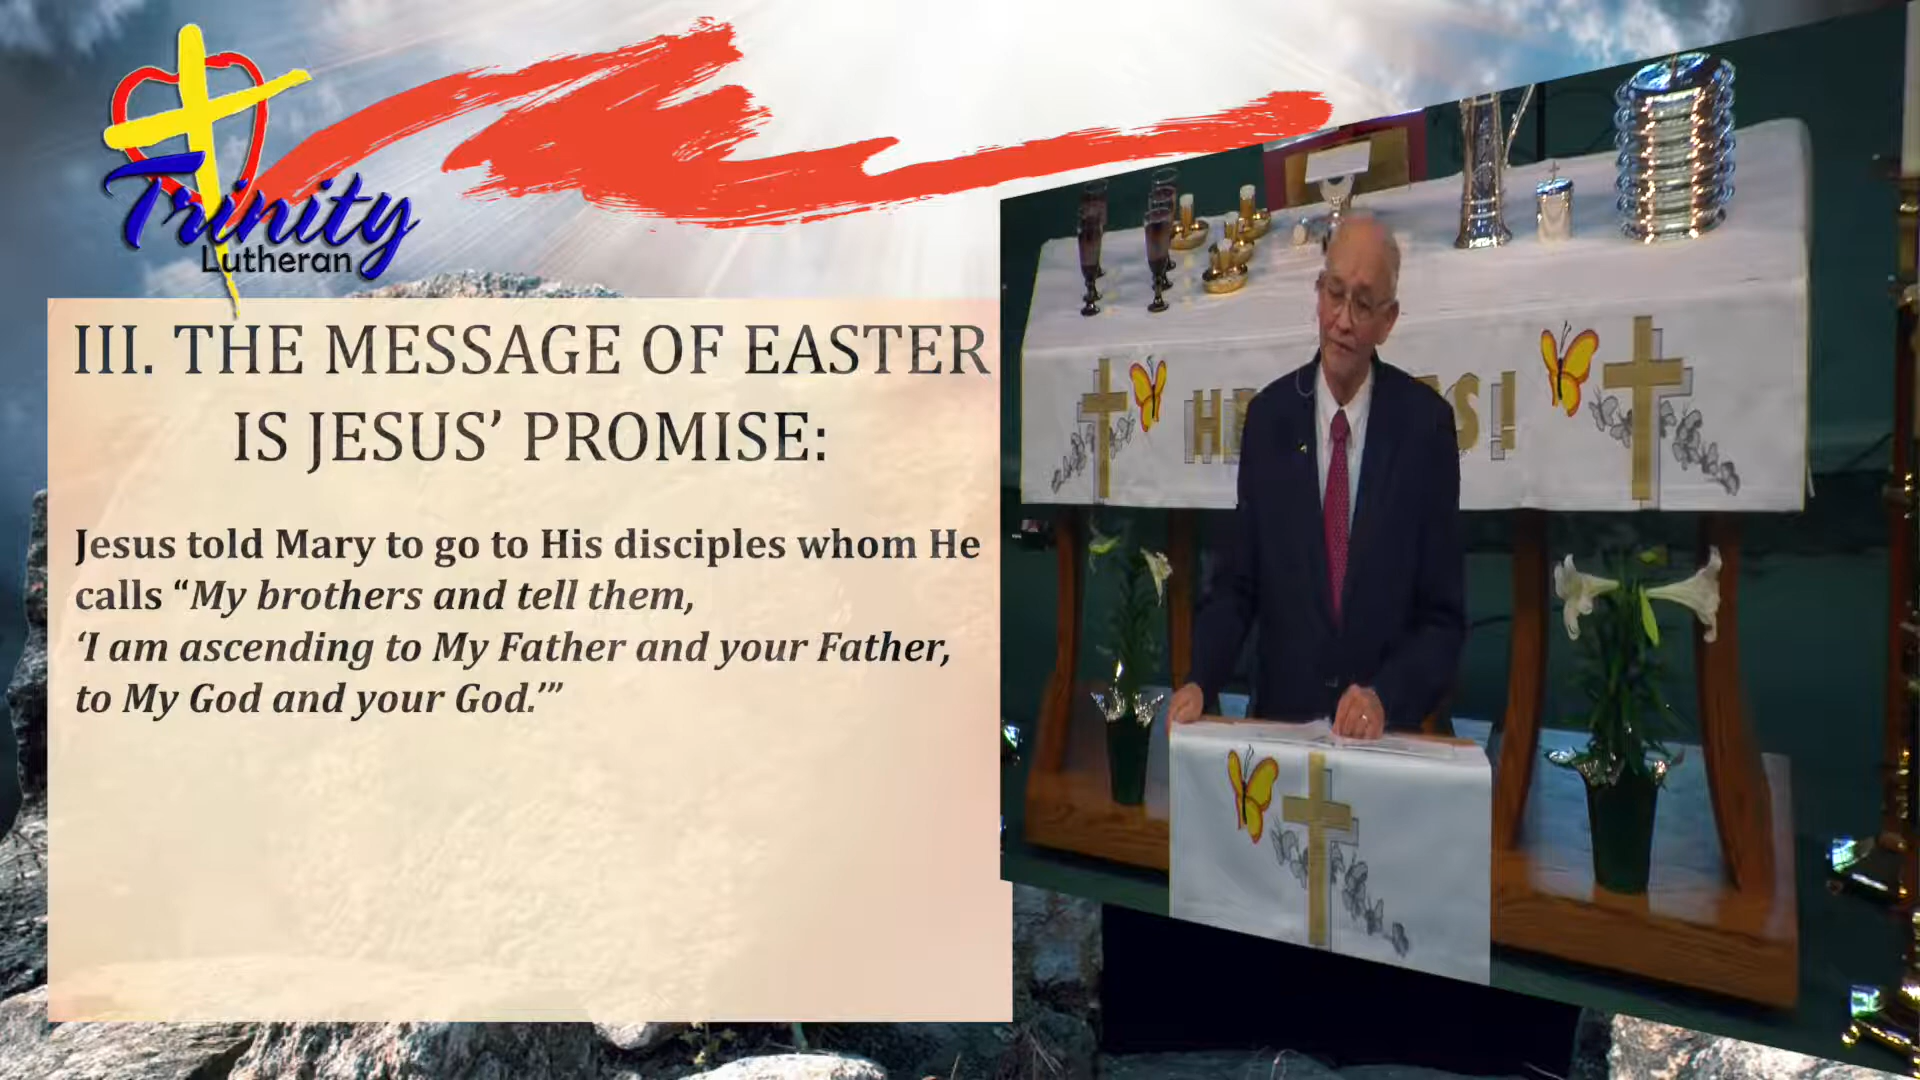 Trinity
Lutheran
III. THE MESSAGE OF EASTER
IS JESUS’ PROMISE:
Jesus told Mary to go to His disciples whom He
calls “My brothers and tell them,
‘I am ascending to My Father and your Father,
to My God and your God.’”